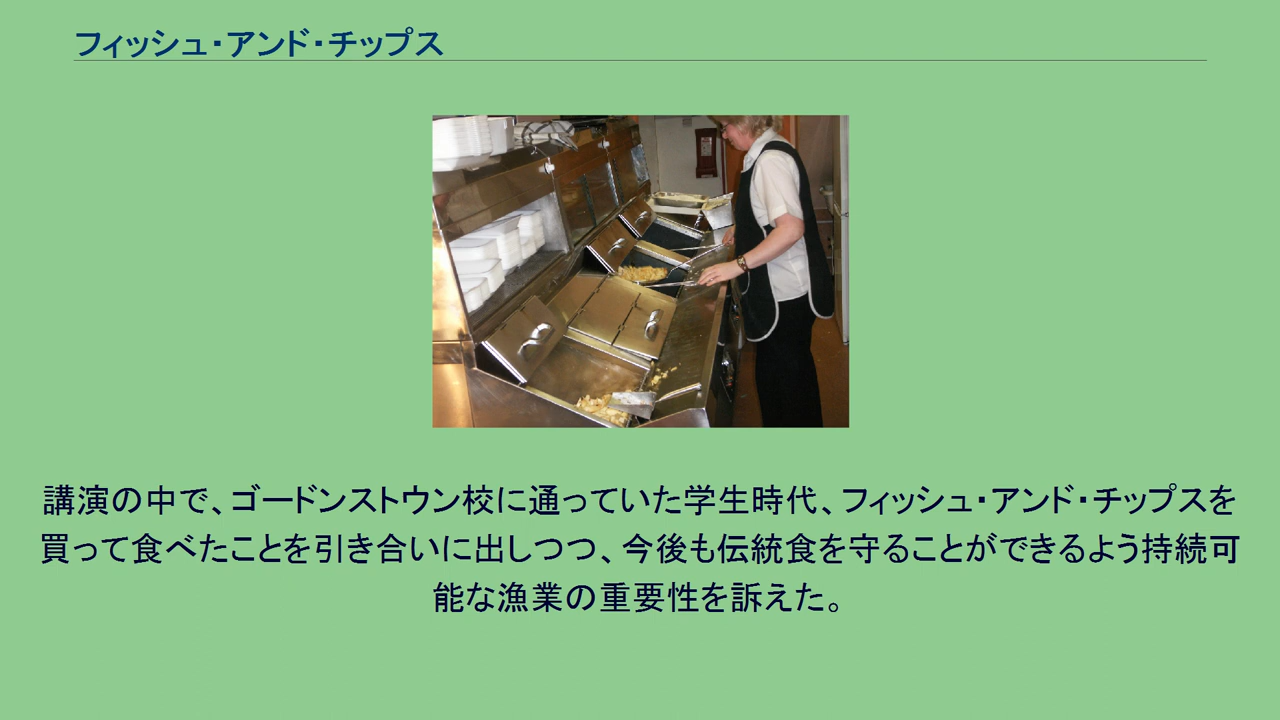 フィッシュ・アンド・チップス
講演の中で、ゴードンストウン校に通っていた学生時代、フィッシュ・アンド・チップスを
買って食べたことを引き合いに出しつつ、今後も伝統食を守ることができるよう持続可
能な漁業の重要性を訴えた。